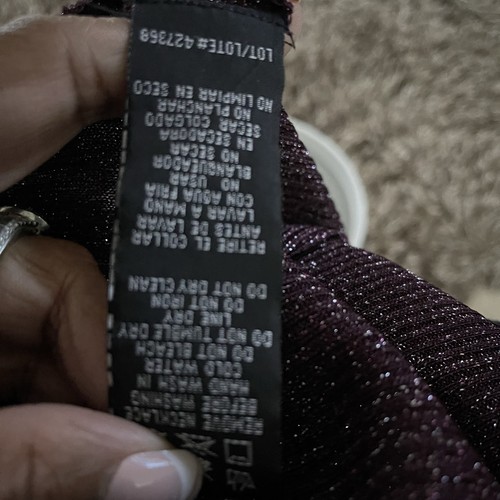 REMOVE NECKLACE
BEFORE WASHING
HAND WASH IN
COLD WATER
DO NOT BLEACH
DO NOT TUMBLE DRY
LINE DRY
DO NOT IRON
DO NOT DRY CLEAN
RETIRE EL COLLAR
ANTES DE LAVAR
LAVAR A MANO
CON AGUA FRIA
NO USAR
BLANQUEADOR
NO SECAR
EN SECADORA
SECAR COLGADO
NO PLANCHAR
NO LIMPIAR EN SECO
LOT/LOTE# 427368